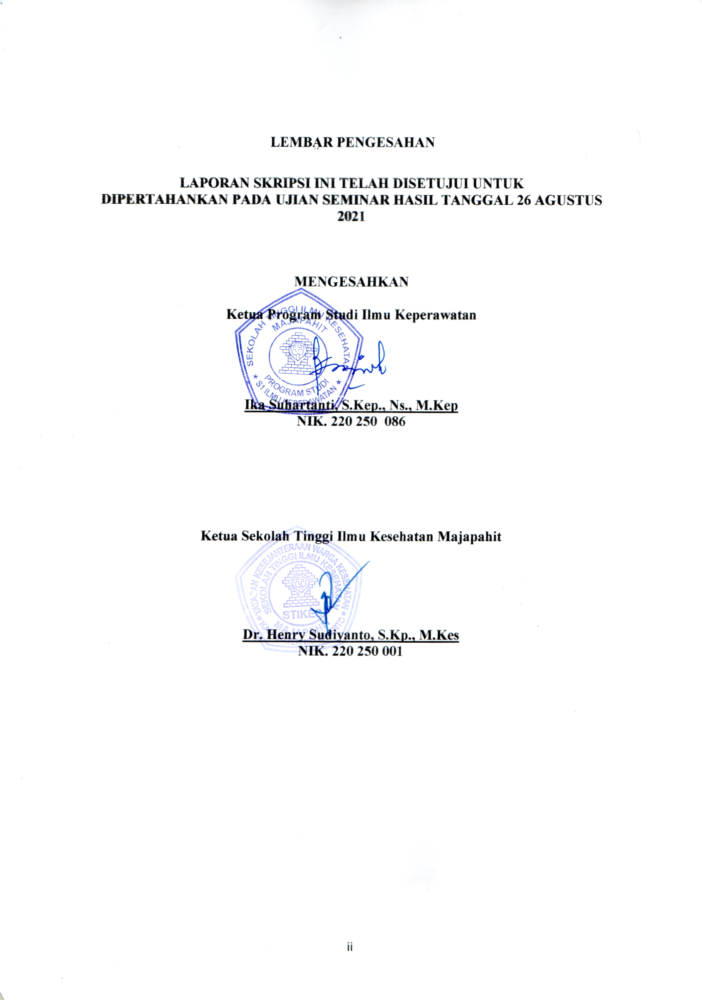 LEMBAR PENGESAHAN
LAPORAN SKRIPSI INI TELAH DISETUJUI UNTUK
DIPERTAHANKAN PADA UJIAN SEMINAR HASIL TANGGAL 26 AGUSTUS
2021
MENGESAHKAN
Ketua Program Studi Ilmu Keperawatan
SEKOLAH TINGGI ILMU KESEHATAN
MAJAPAHIT
PROGRAM STUDI
★ S1 ILMU KEPERAWATAN ★
Ika Suhartanti, S.Kep., Ns., M.Kep
NIK. 220 250 086
Ketua Sekolah Tinggi Ilmu Kesehatan Majapahit
YAYASAN KESEJAHTERAAN WARGA KESEHATAN
SEKOLAH TINGGI ILMU KESEHATAN
STIKES
MAJAPAHIT
Dr. Henry Sudiyanto, S.Kp., M.Kes
NIK. 220 250 001
ii